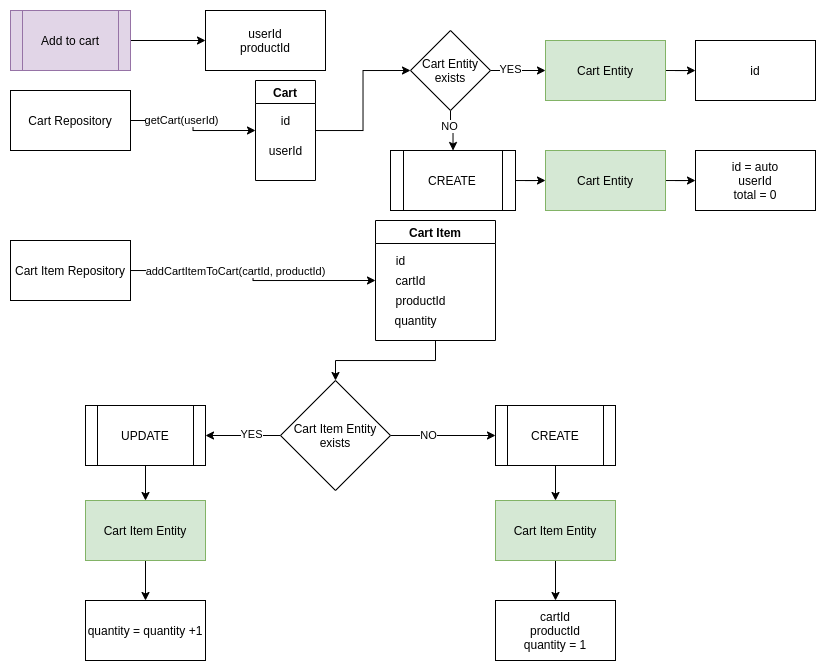 Add to cart
userId
productId
Cart Entity
exists
YES
Cart Entity
id
Cart Repository
getCart(userId)
Cart
id
userId
NO
CREATE
Cart Entity
id = auto
userId
total = 0
Cart Item Repository
addCartItemToCart(cartId, productId)
Cart Item
id
cartId
productId
quantity
UPDATE
YES
Cart Item Entity
exists
NO
CREATE
Cart Item Entity
Cart Item Entity
quantity = quantity +1
cartId
productId
quantity = 1